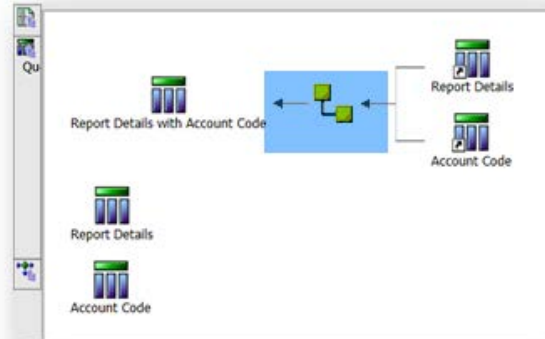 Qu
Report Details
Report Details with Account Code
Account Code
Report Details
Account Code